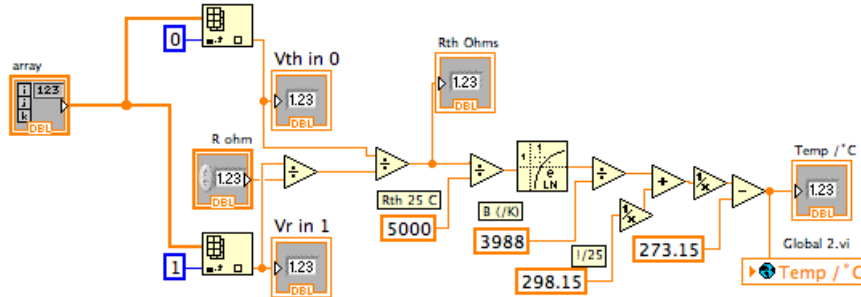 array
i
j
k
123
DBL
0
Vth in 0
1.23
DBL
Rth Ohms
1.23
DBL
R ohm
1.23
DBL
Rth 25 C
5000
1
1
e
LN
B (/K)
3988
!/25
298.15
1/x
+
1/x
273.15
Temp /˚C
1.23
DBL
Global 2.vi
Temp /˚C
1
Vr in 1
1.23
DBL